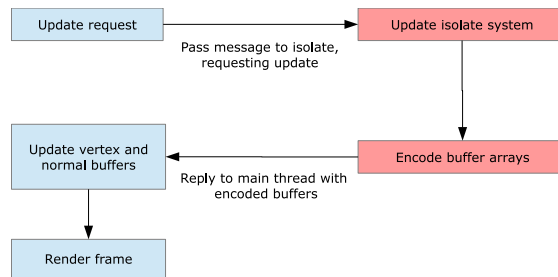 Update request
Update isolate system
Pass message to isolate,
requesting update
Update vertex and
normal buffers
Encode buffer arrays
Reply to main thread with
encoded buffers
Render frame